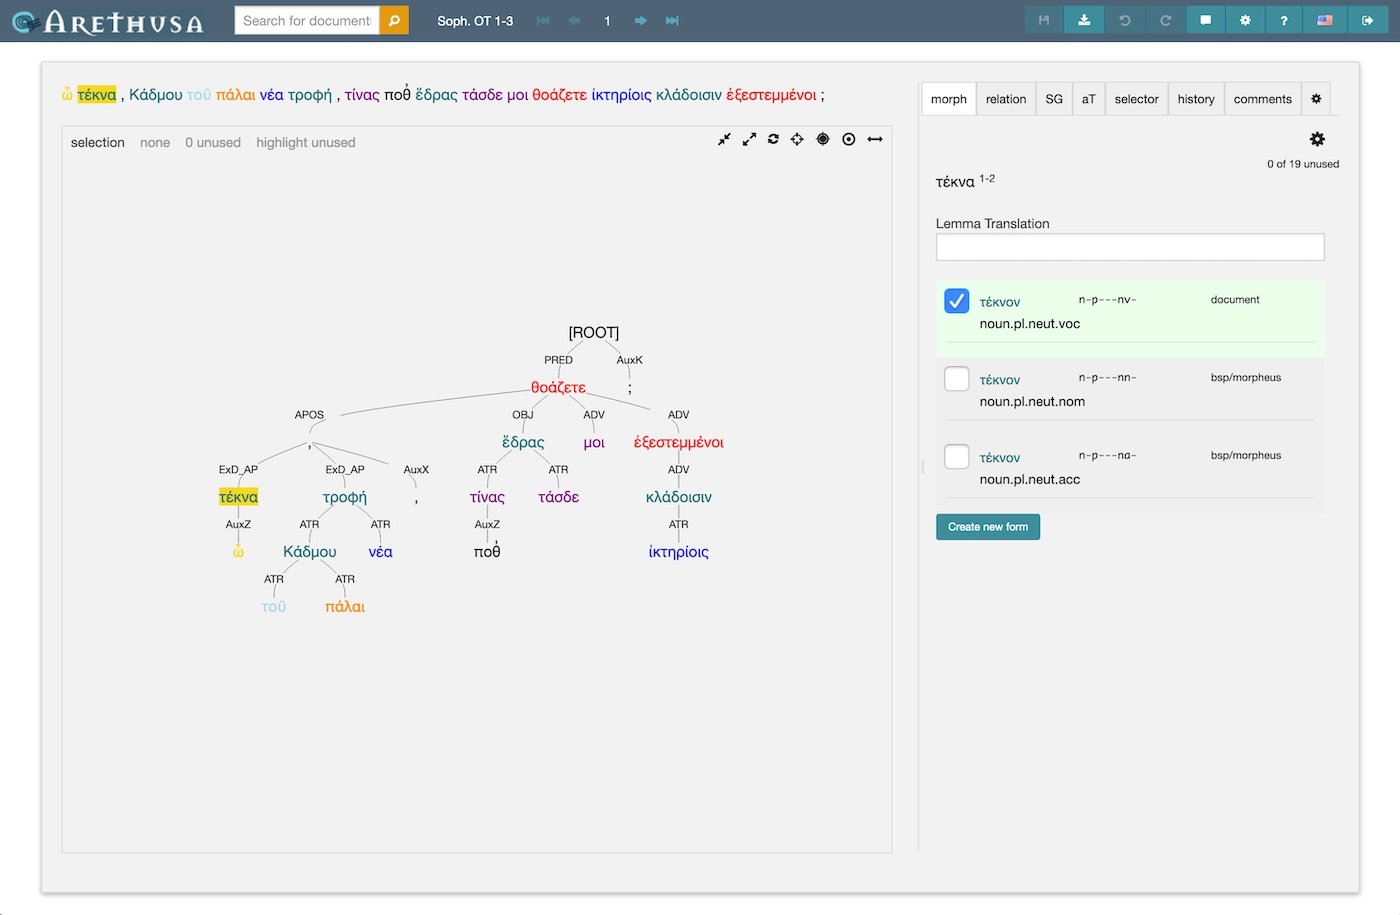 ARETHUSA Search for document Soph. OT 1-3 1 ?
ὦ τέκνα , Κάδμου τοῦ πάλαι νέα τροφή , τίνας ποθ̓ ἕδρας τάσδε μοι θοάζετε ἱκτηρίοις κλάδοισιν ἐξεστεμμένοι ;
selection none 0 unused highlight unused
[ROOT]
PRED AuxK
θοάζετε ;
APOS OBJ ADV ADV
, ἕδρας μοι ἐξεστεμμένοι
ExD_AP ExD_AP AuxX ATR ATR ADV
τέκνα τροφή , τίνας τάσδε κλάδοισιν
AuxZ ATR ATR AuxZ ATR
ὦ Κάδμου νέα ποθ̓ ἱκτηρίοις
ATR ATR
τοῦ πάλαι
morph relation SG aT selector history comments
0 of 19 unused
τέκνα 1-2
Lemma Translation
τέκνον n-p---nv- document
noun.pl.neut.voc
τέκνον n-p---nn- bsp/morpheus
noun.pl.neut.nom
τέκνον n-p---na- bsp/morpheus
noun.pl.neut.acc
Create new form